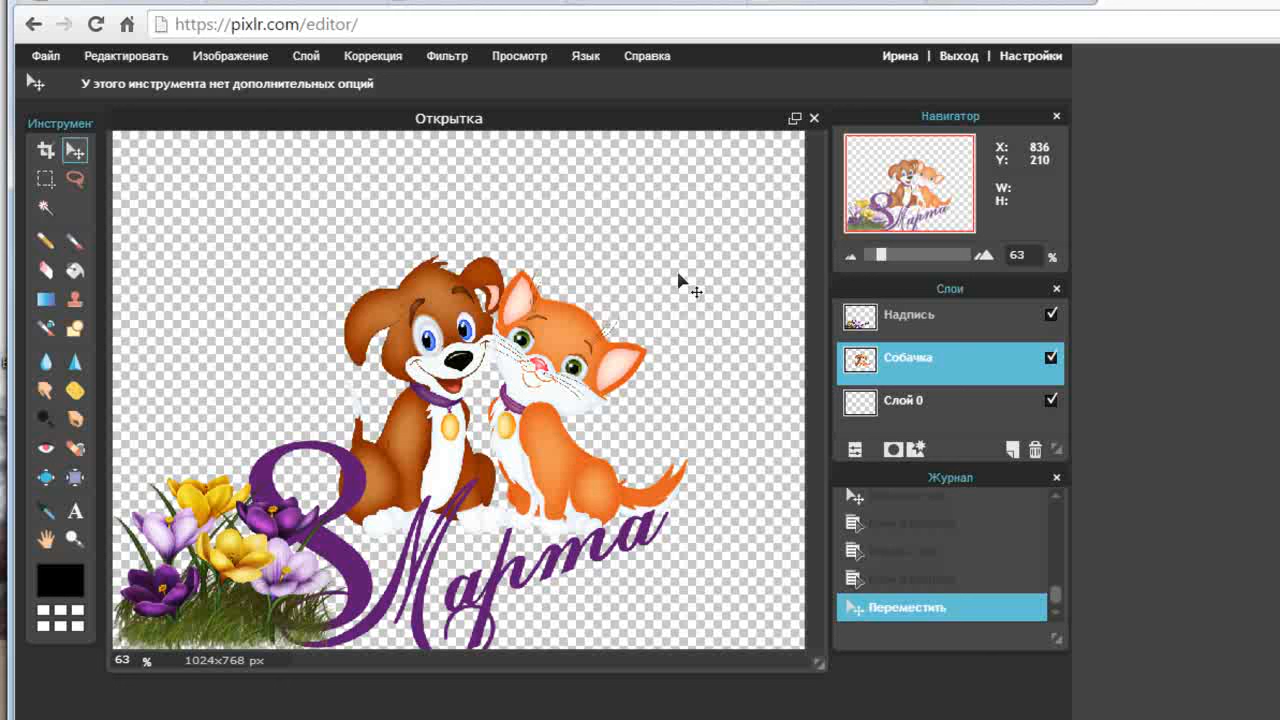 https://pixlr.com/editor/
Файл Редактировать Изображение Слой Коррекция Фильтр Просмотр Язык Справка Ирина | Выход | Настройки
У этого инструмента нет дополнительных опций
Инструмен
Открытка
Навигатор
X: 836
Y: 210
W:
H:
63 %
Слои
Надпись
Собачка
Слой 0
Журнал
Переместить
A
8 Марта
63 % 1024x768 px